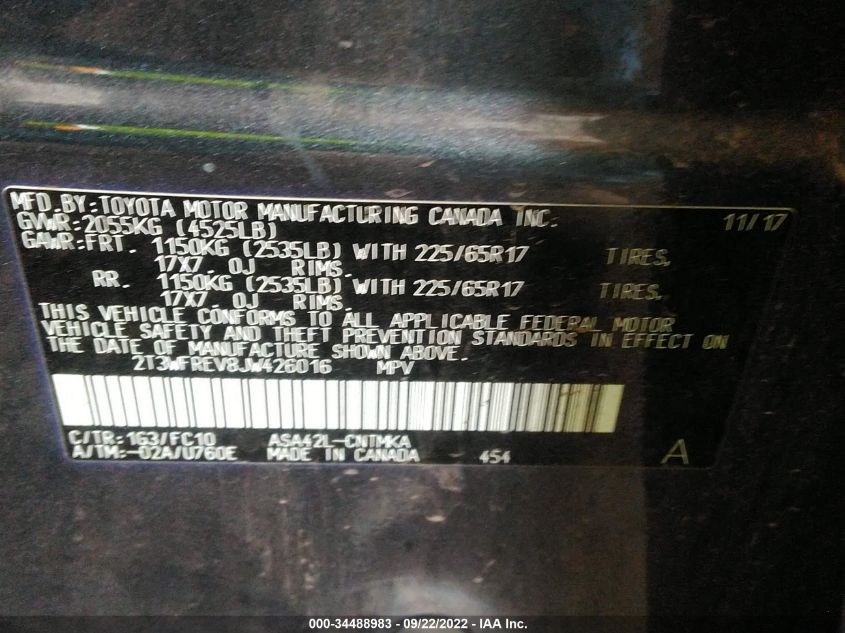 MFD. BY: TOYOTA MOTOR MANUFACTURING CANADA INC. 11/17
GVWR: 2055KG (4525LB)
GAWR: FRT. 1150KG (2535LB) WITH 225/65R17 TIRES,
17X7.0J RIMS.
RR. 1150KG (2535LB) WITH 225/65R17 TIRES,
17X7.0J RIMS.
THIS VEHICLE CONFORMS TO ALL APPLICABLE FEDERAL MOTOR
VEHICLE SAFETY AND THEFT PREVENTION STANDARDS IN EFFECT ON
THE DATE OF MANUFACTURE SHOWN ABOVE.
2T3WFREV8JW426016 MPV
C/TR: 1G3/FC10 ASA42L-CNTMKA
A/TM: -02A/U760E MADE IN CANADA 454 A
000-34488983 - 09/22/2022 - IAA Inc.